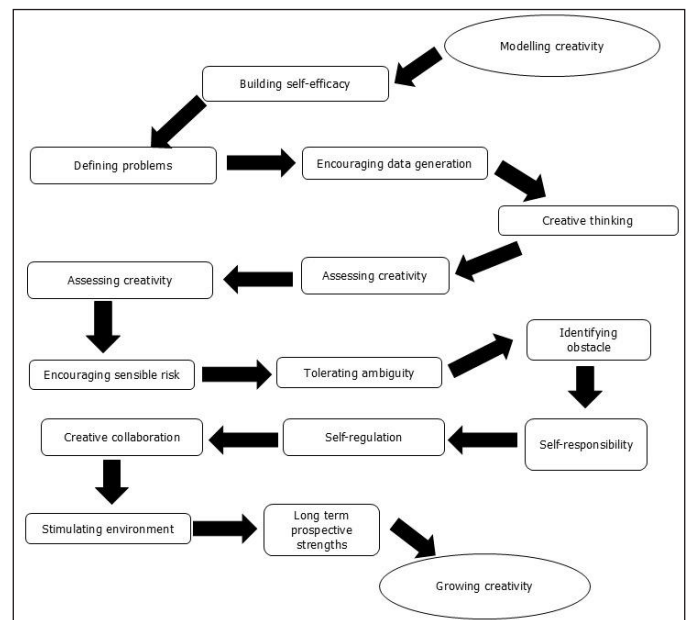 Modelling creativity
Building self-efficacy
Defining problems
Encouraging data generation
Creative thinking
Assessing creativity
Assessing creativity
Encouraging sensible risk
Tolerating ambiguity
Identifying
obstacle
Self-responsibility
Self-regulation
Creative collaboration
Stimulating environment
Long term
prospective
strengths
Growing creativity